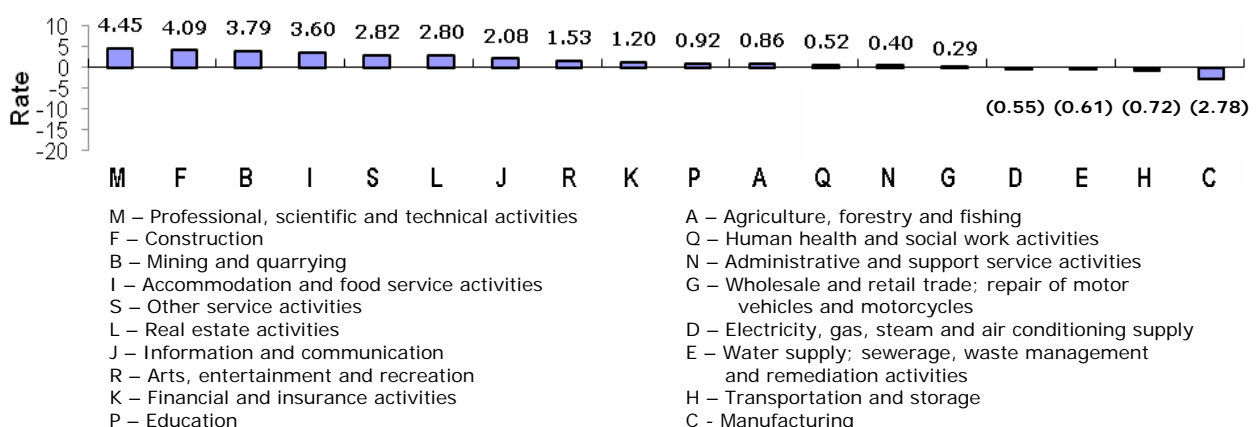 10
5
0
-5
-10
-15
-20
Rate
4.45 4.09 3.79 3.60 2.82 2.80 2.08 1.53 1.20 0.92 0.86 0.52 0.40 0.29
(0.55) (0.61) (0.72) (2.78)
M F B I S L J R K P A Q N G D E H C
M – Professional, scientific and technical activities
F – Construction
B – Mining and quarrying
I – Accommodation and food service activities
S – Other service activities
L – Real estate activities
J – Information and communication
R – Arts, entertainment and recreation
K – Financial and insurance activities
P – Education
A – Agriculture, forestry and fishing
Q – Human health and social work activities
N – Administrative and support service activities
G – Wholesale and retail trade; repair of motor
vehicles and motorcycles
D – Electricity, gas, steam and air conditioning supply
E – Water supply; sewerage, waste management
and remediation activities
H – Transportation and storage
C - Manufacturing